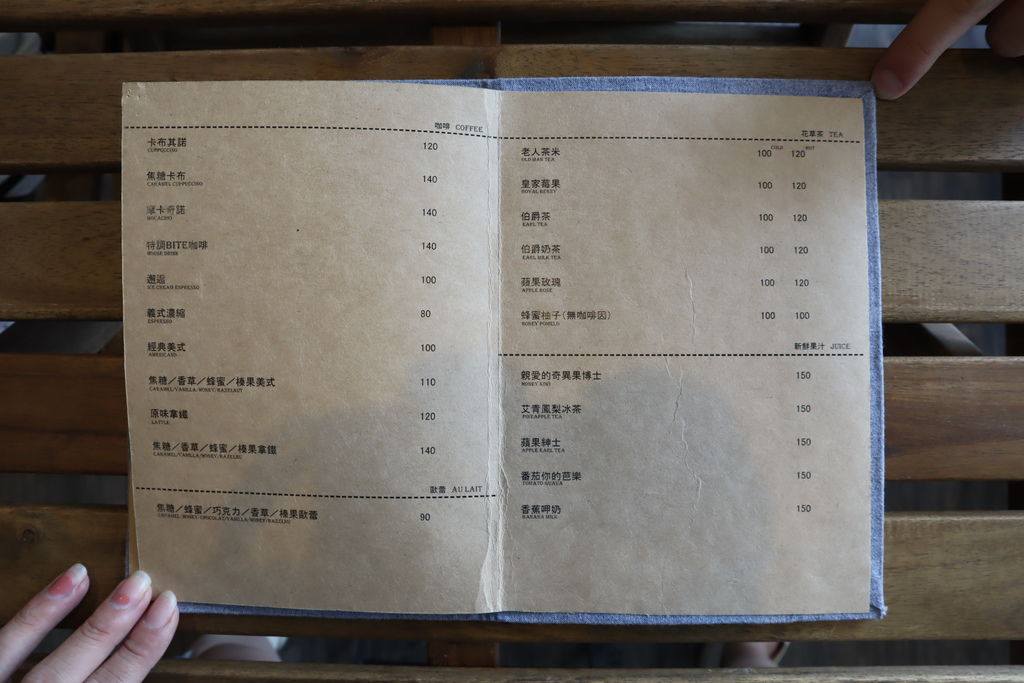 咖啡 COFFEE
卡布其諾 120
CUPPUCCINO
焦糖卡布 140
CARAMEL CUPPUCCINO
摩卡奇諾 140
MOCACINO
特調BITE咖啡 140
HOUSE DRINK
邂逅 100
ICE CREAM ESPRESSO
義式濃縮 80
ESPRESSO
經典美式 100
AMERICANO
焦糖／香草／蜂蜜／榛果美式 110
CARAMEL/VANILLA/HONEY/HAZELNUT
原味拿鐵 120
LATTLE
焦糖／香草／蜂蜜／榛果拿鐵 140
CARAMEL/VANILLA/HONEY/HAZELNU
歐蕾 AU LAIT
焦糖／蜂蜜／巧克力／香草／榛果歐蕾 90
CARAMEL/HONEY/CHOCOLAT/VANILLA/HONEY/HAZELNU
花草茶 TEA
COLD HOT
老人茶米 100 120
OLD MAN TEA
皇家莓果 100 120
ROYAL BERRY
伯爵茶 100 120
EARL TEA
伯爵奶茶 100 120
EARL MILK TEA
蘋果玫瑰 100 120
APPLE ROSE
蜂蜜柚子(無咖啡因) 100 100
HONEY POMELO
新鮮果汁 JUICE
親愛的奇異果博士 150
HONEY KIWI
艾青鳳梨冰茶 150
PINEAPPLE TEA
蘋果紳士 150
APPLE EARL TEA
番茄你的芭樂 150
TOMATO GUAVA
香蕉呷奶 150
BANANA MILK